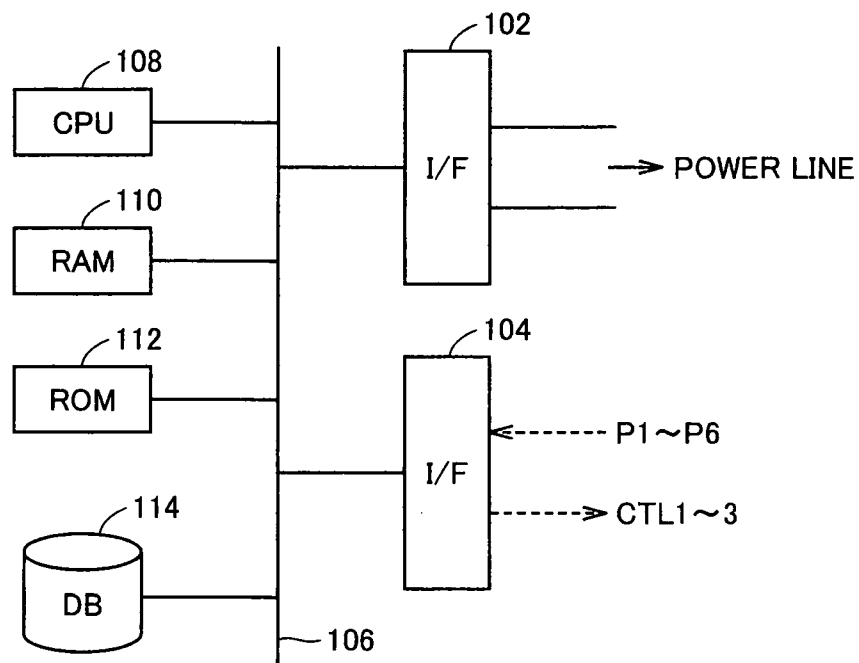 102
108
CPU
I/F
POWER LINE
110
RAM
112
104
ROM
P1～P6
I/F
CTL1～3
114
DB
106